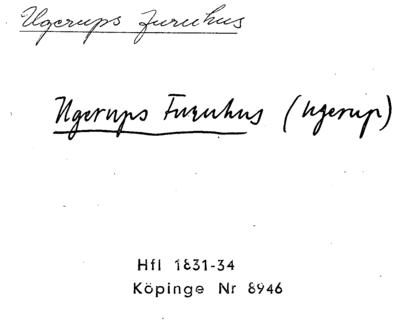 Ugerups Furuhus
Ugerups Furuhus (Ugerup)
Hfl 1831-34
Köpinge Nr 8946